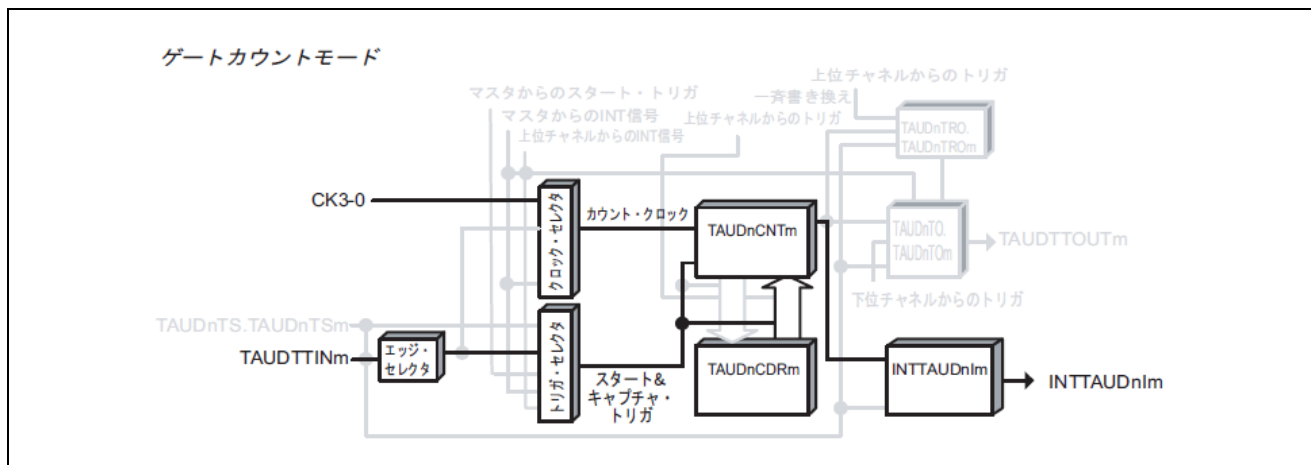 ゲートカウントモード
上位チャネルからのトリガ
一斉書き換え
マスタからのスタート・トリガ
マスタからのINT信号
上位チャネルからのトリガ
上位チャネルからのINT信号
TAUDnTRO.
TAUDnTROm
CK3-0
クロック・セレクタ
カウント・クロック
TAUDnCNTm
TAUDnTO.
TAUDnTOm
TAUDTTOUTm
下位チャネルからのトリガ
TAUDnTS.TAUDnTSm
TAUDTTINm
エッジ・
セレクタ
トリガ・セレクタ
スタート&
キャプチャ・
トリガ
TAUDnCDRm
INTTAUDnIm
INTTAUDnIm